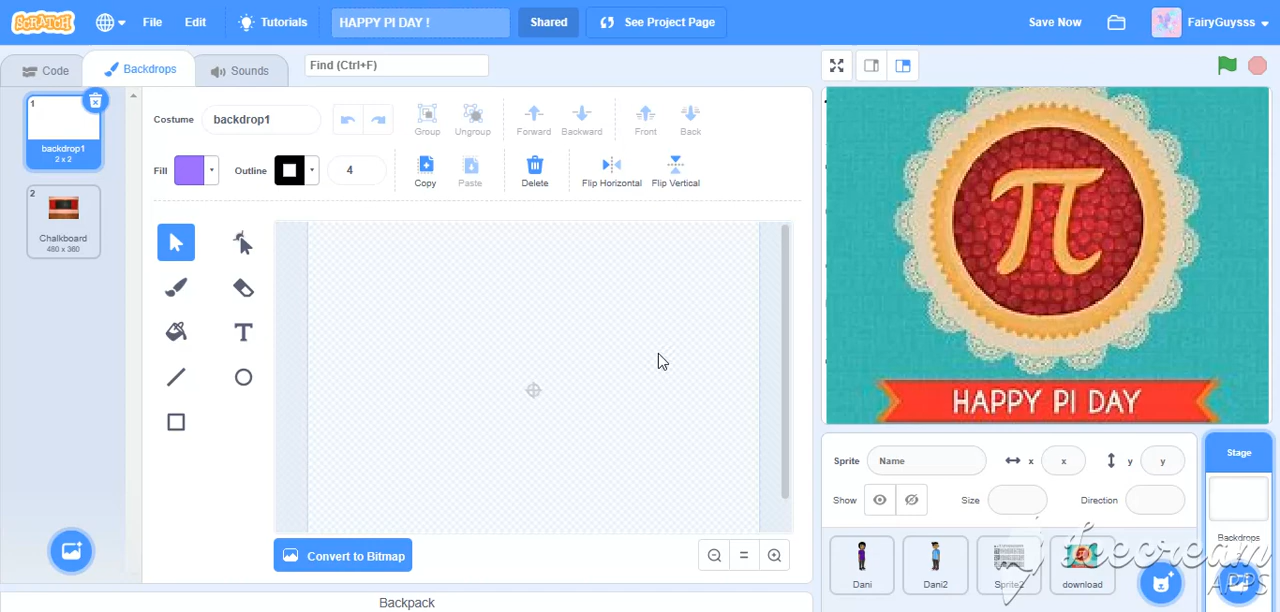 SCRATCH File Edit Tutorials HAPPY PI DAY ! Shared See Project Page Save Now FairyGuysss
Code Backdrops Sounds Find (Ctrl+F)
1
backdrop1
2 x 2
2
Chalkboard
480 x 360
Costume backdrop1 Group Ungroup Forward Backward Front Back
Fill Outline 4 Copy Paste Delete Flip Horizontal Flip Vertical
T
Convert to Bitmap
Backpack
π
HAPPY PI DAY
Sprite Name x x y y
Show Size Direction
Stage
Backdrops
Dani Dani2 Sprite2 download
Icecream
APPS